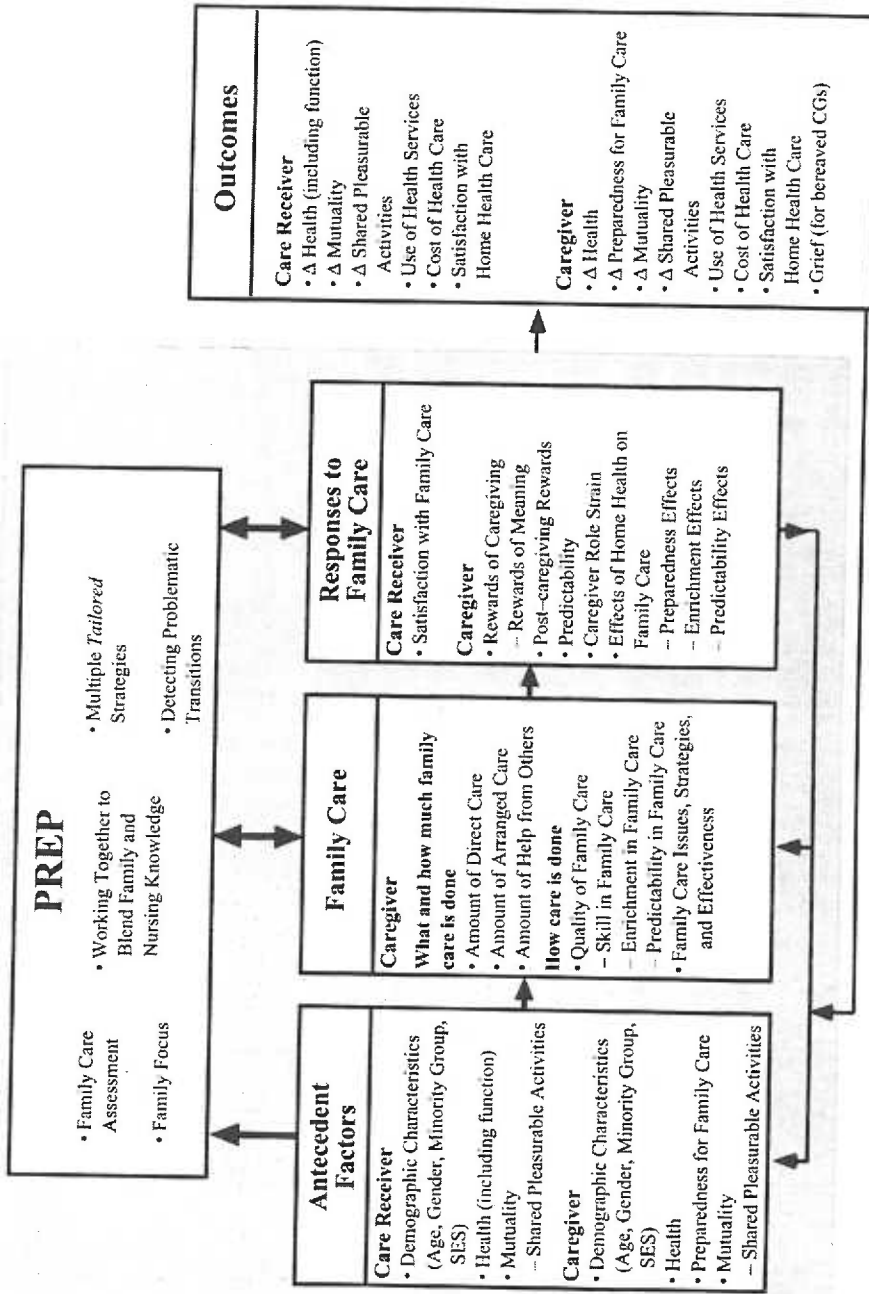 PREP
• Family Care
Assessment
• Family Focus
• Working Together to
Blend Family and
Nursing Knowledge
• Multiple Tailored
Strategies
• Detecting Problematic
Transitions
Antecedent
Factors
Care Receiver
• Demographic Characteristics
(Age, Gender, Minority Group,
SES)
• Health (including function)
• Mutuality
– Shared Pleasurable Activities
Caregiver
• Demographic Characteristics
(Age, Gender, Minority Group,
SES)
• Health
• Preparedness for Family Care
• Mutuality
– Shared Pleasurable Activities
Family Care
Caregiver
What and how much family
care is done
• Amount of Direct Care
• Amount of Arranged Care
• Amount of Help from Others
How care is done
• Quality of Family Care
– Skill in Family Care
– Enrichment in Family Care
– Predictability in Family Care
• Family Care Issues, Strategies,
and Effectiveness
Responses to
Family Care
Care Receiver
• Satisfaction with Family Care
Caregiver
• Rewards of Caregiving
– Rewards of Meaning
• Post–caregiving Rewards
• Predictability
• Caregiver Role Strain
• Effects of Home Health on
Family Care
– Preparedness Effects
– Enrichment Effects
– Predictability Effects
Outcomes
Care Receiver
• Δ Health (including function)
• Δ Mutuality
• Δ Shared Pleasurable
Activities
• Use of Health Services
• Cost of Health Care
• Satisfaction with
Home Health Care
Caregiver
• Δ Health
• Δ Preparedness for Family Care
• Δ Mutuality
• Δ Shared Pleasurable
Activities
• Use of Health Services
• Cost of Health Care
• Satisfaction with
Home Health Care
• Grief (for bereaved CGs)